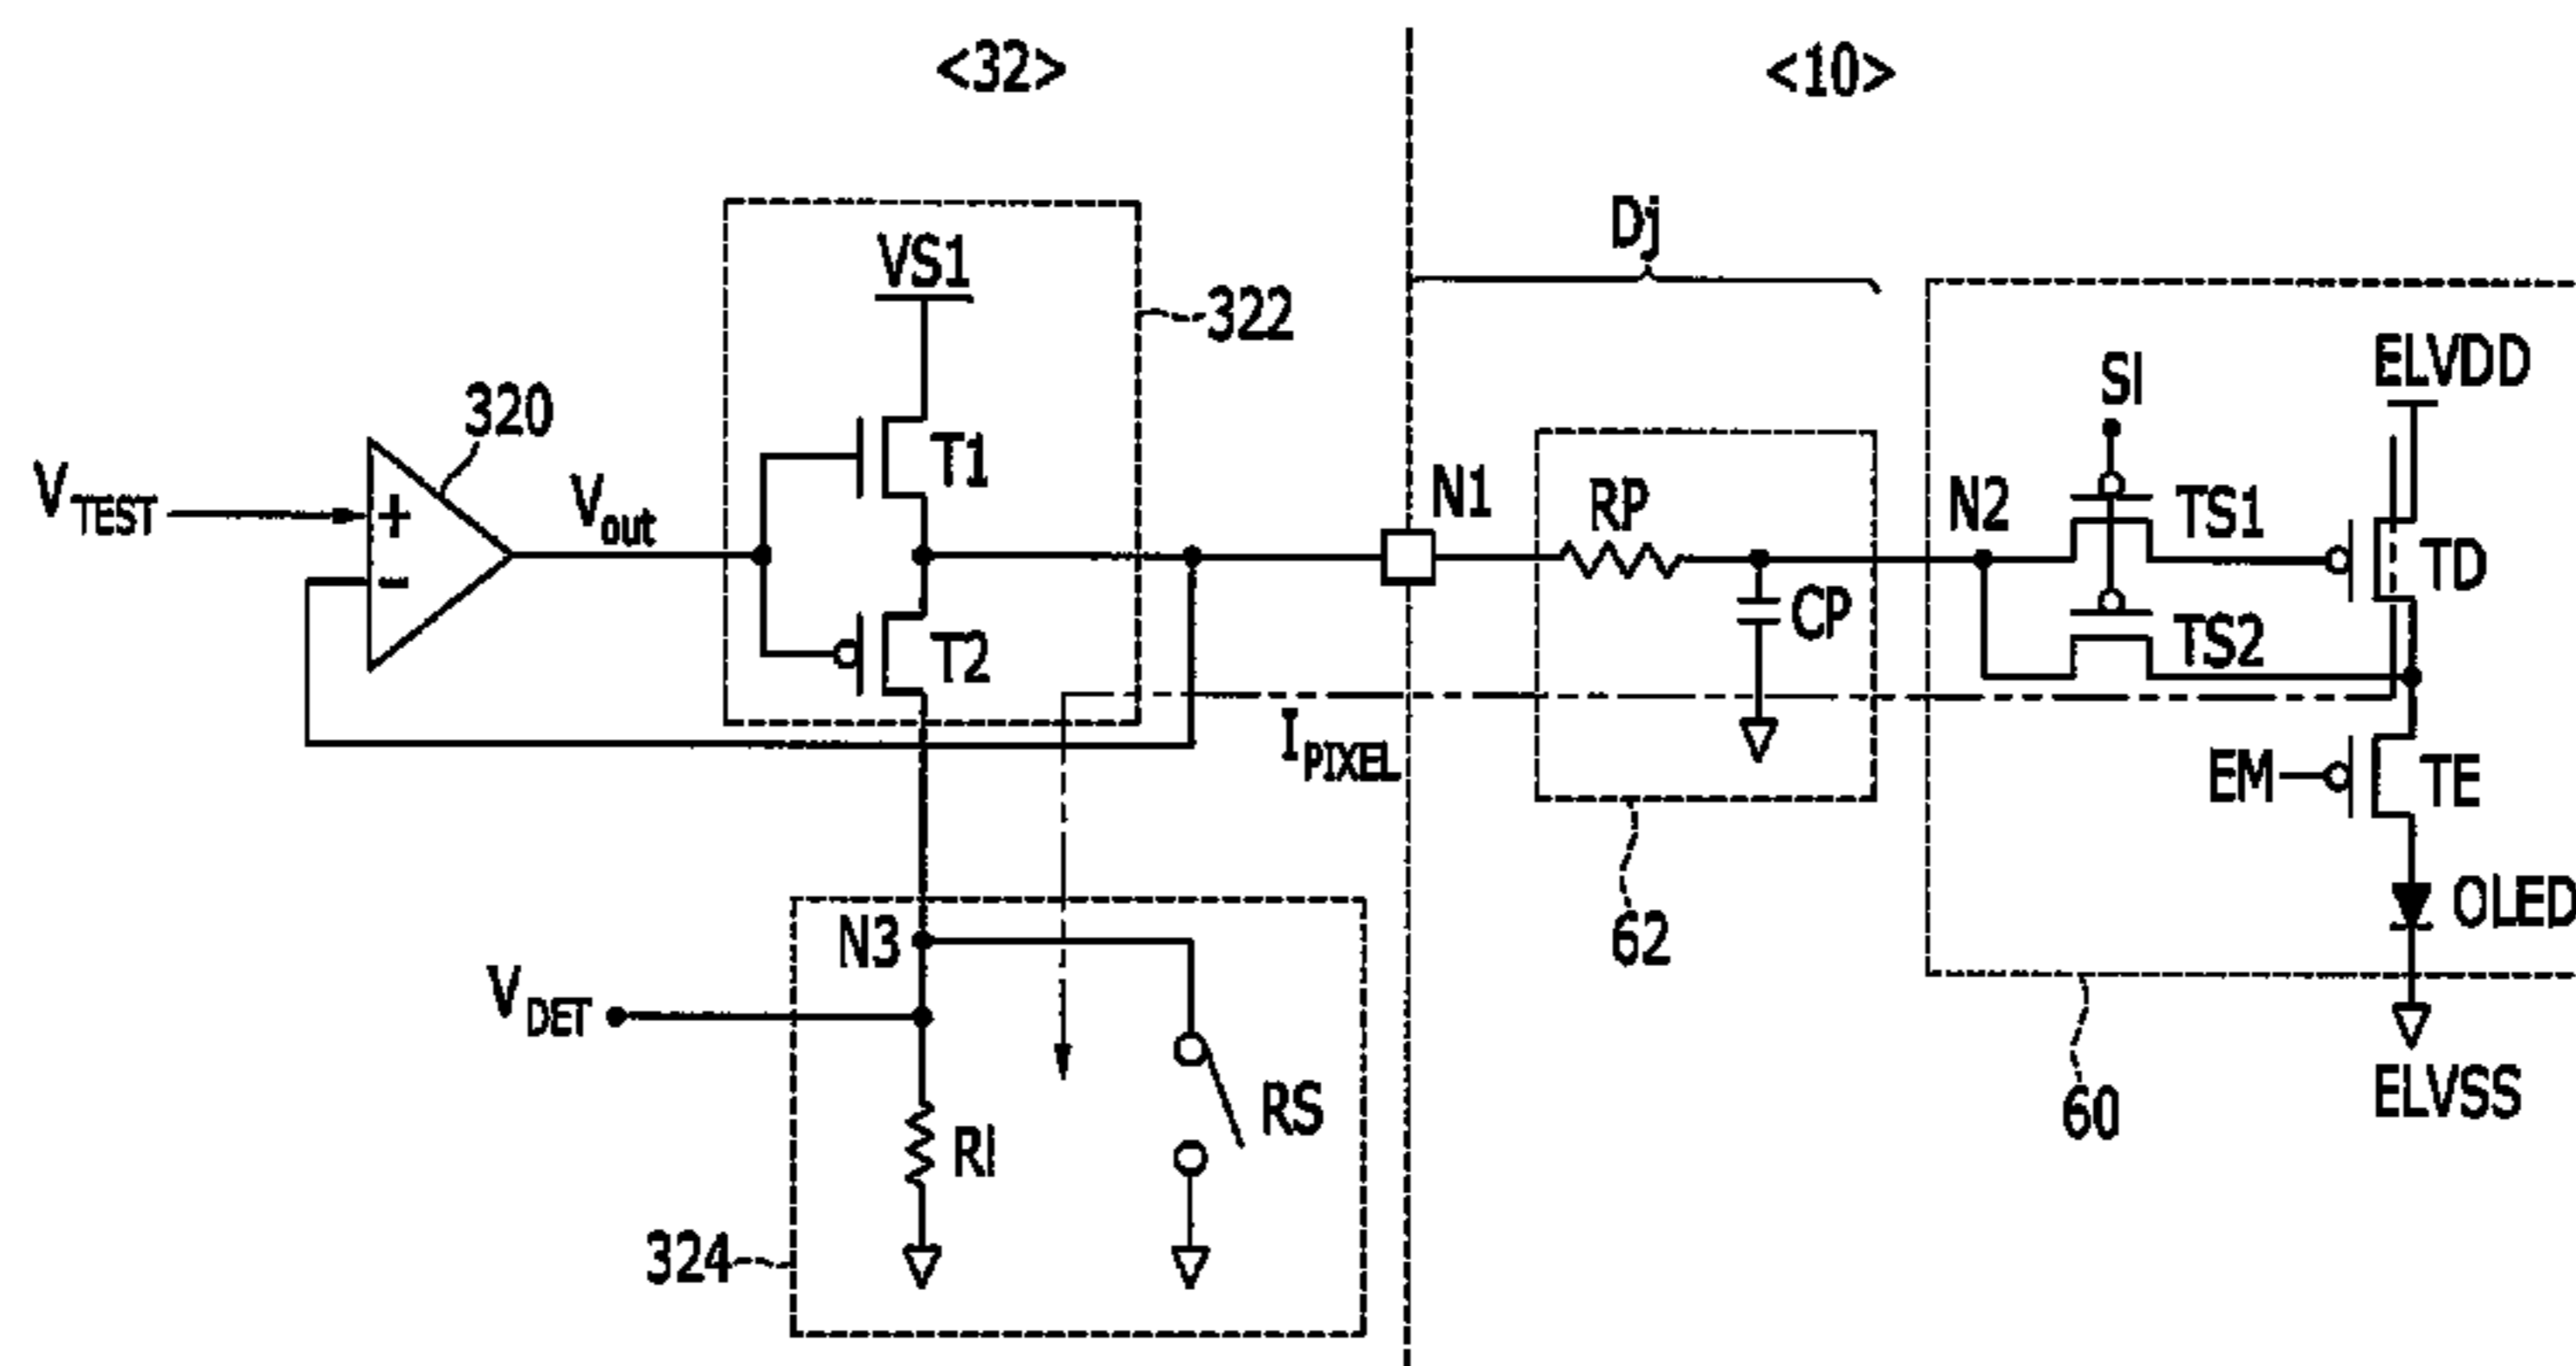 <32>
<10>
Dj
VS1
322
ELVDD
SI
320
VTEST
+
Vout
T1
N1
RP
N2
TS1
TD
-
T2
CP
TS2
IPIXEL
EM
TE
OLED
N3
62
VDET
RS
60
ELVSS
RI
324